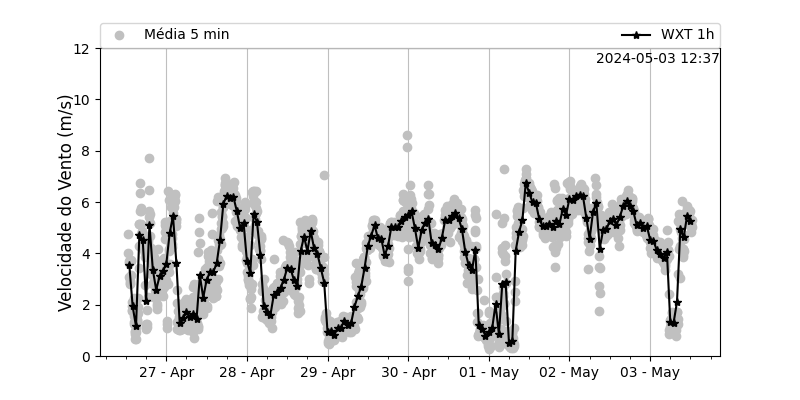 Média 5 min
WXT 1h
2024-05-03 12:37
Velocidade do Vento (m/s)
12
10
8
6
4
2
0
27 - Apr
28 - Apr
29 - Apr
30 - Apr
01 - May
02 - May
03 - May